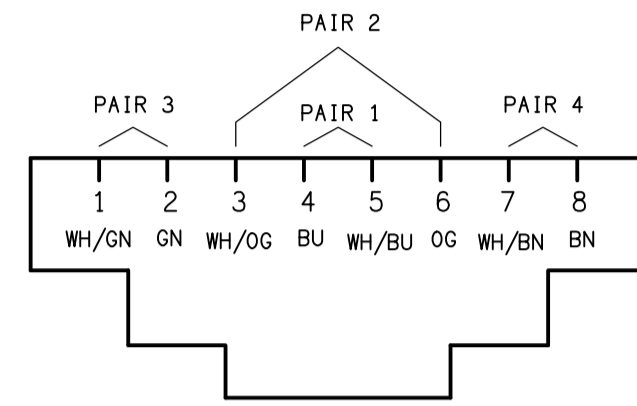 PAIR 2
PAIR 3 PAIR 1 PAIR 4
1 2 3 4 5 6 7 8
WH/GN GN WH/OG BU WH/BU OG WH/BN BN